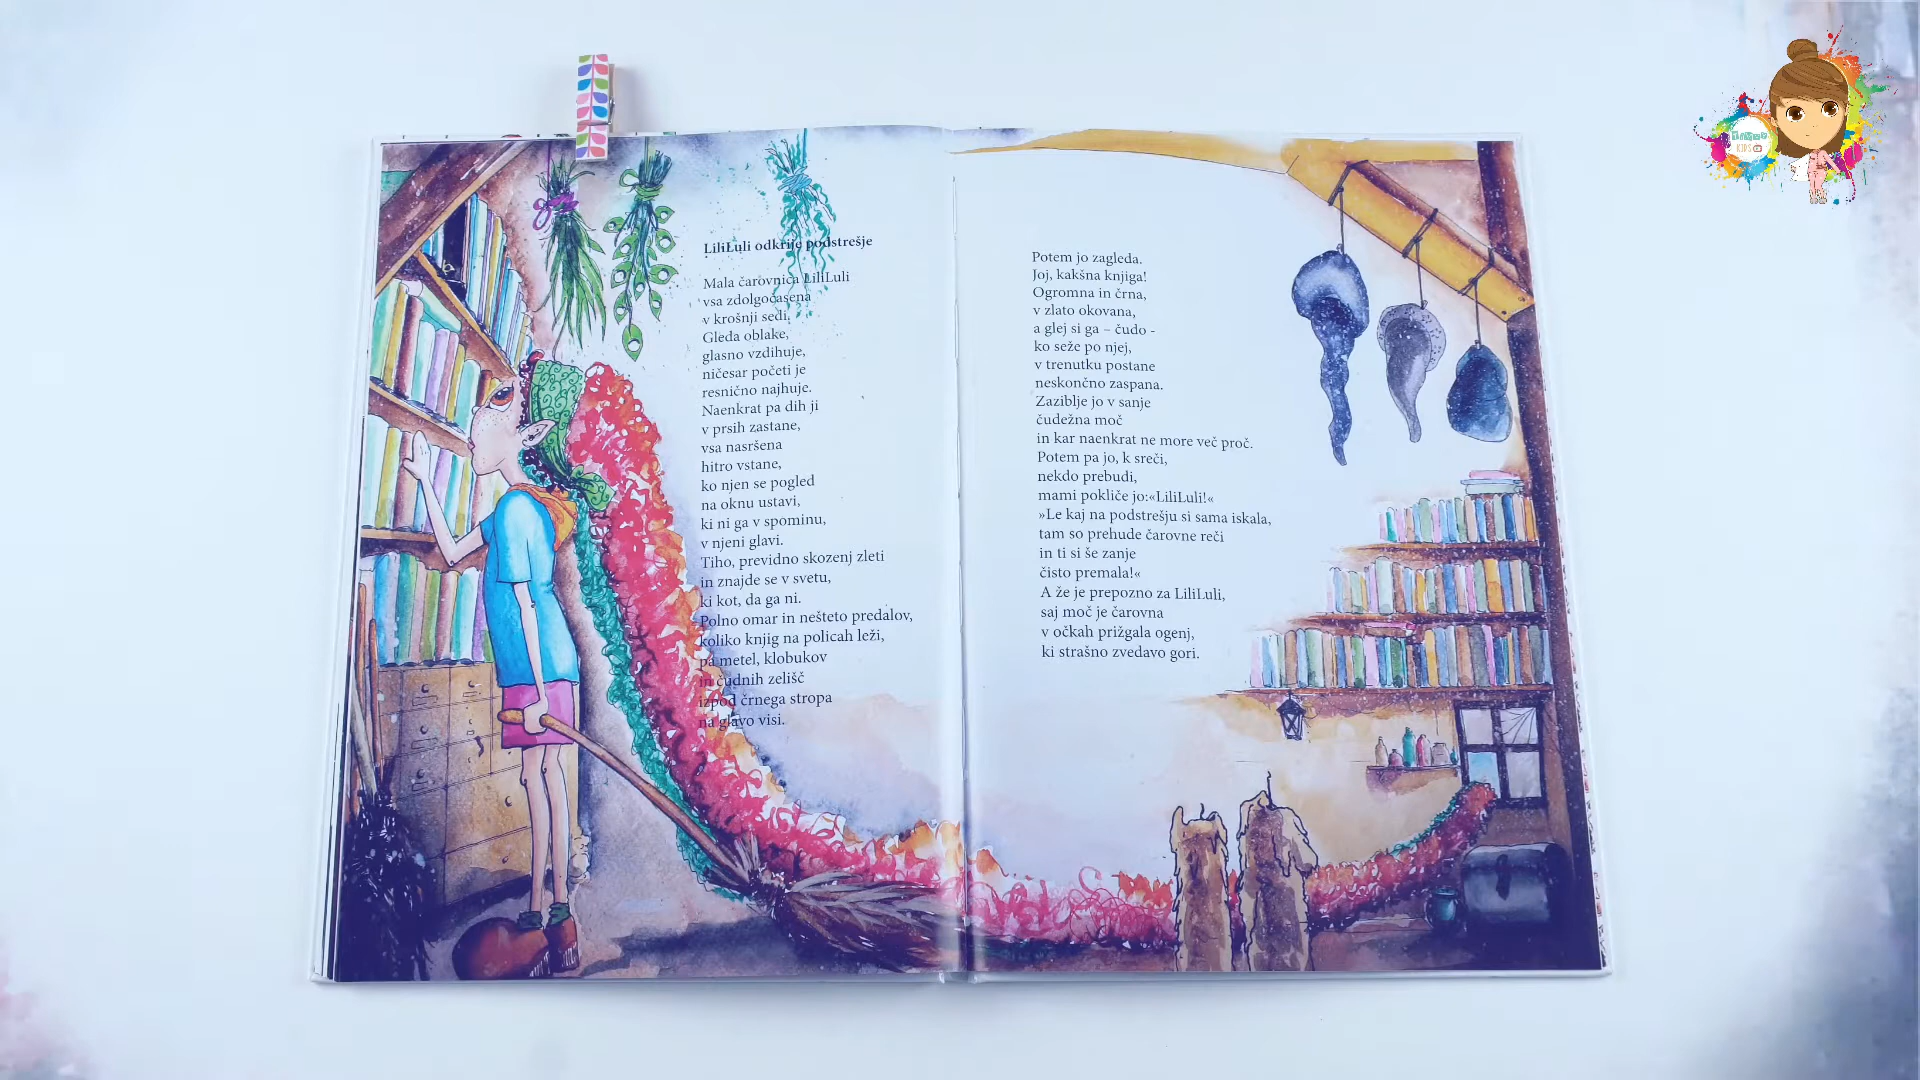 LiliLuli odkrije podstrešje
Mala čarovnica LiliLuli
vsa zdolgočasena
v krošnji sedi.
Gleda oblake,
glasno vzdihuje,
ničesar početi je
resnično najhuje.
Naenkrat pa dih ji
v prsih zastane,
vsa nasršena
hitro vstane,
ko njen se pogled
na oknu ustavi,
ki ni ga v spominu,
v njeni glavi.
Tiho, previdno skozenj zleti
in znajde se v svetu,
ki kot, da ga ni.
Polno omar in nešteto predalov,
koliko knjig na policah leži,
pa metel, klobukov
in čudnih zelišč
izpod črnega stropa
na glavo visi.
Potem jo zagleda.
Joj, kakšna knjiga!
Ogromna in črna,
v zlato okovana,
a glej si ga – čudo -
ko seže po njej,
v trenutku postane
neskončno zaspana.
Zaziblje jo v sanje
čudežna moč
in kar naenkrat ne more več proč.
Potem pa jo, k sreči,
nekdo prebudi,
mami pokliče jo:«LiliLuli!«
»Le kaj na podstrešju si sama iskala,
tam so prehude čarovne reči
in ti si še zanje
čisto premala!«
A že je prepozno za LiliLuli,
saj moč je čarovna
v očkah prižgala ogenj,
ki strašno zvedavo gori.
KIDS